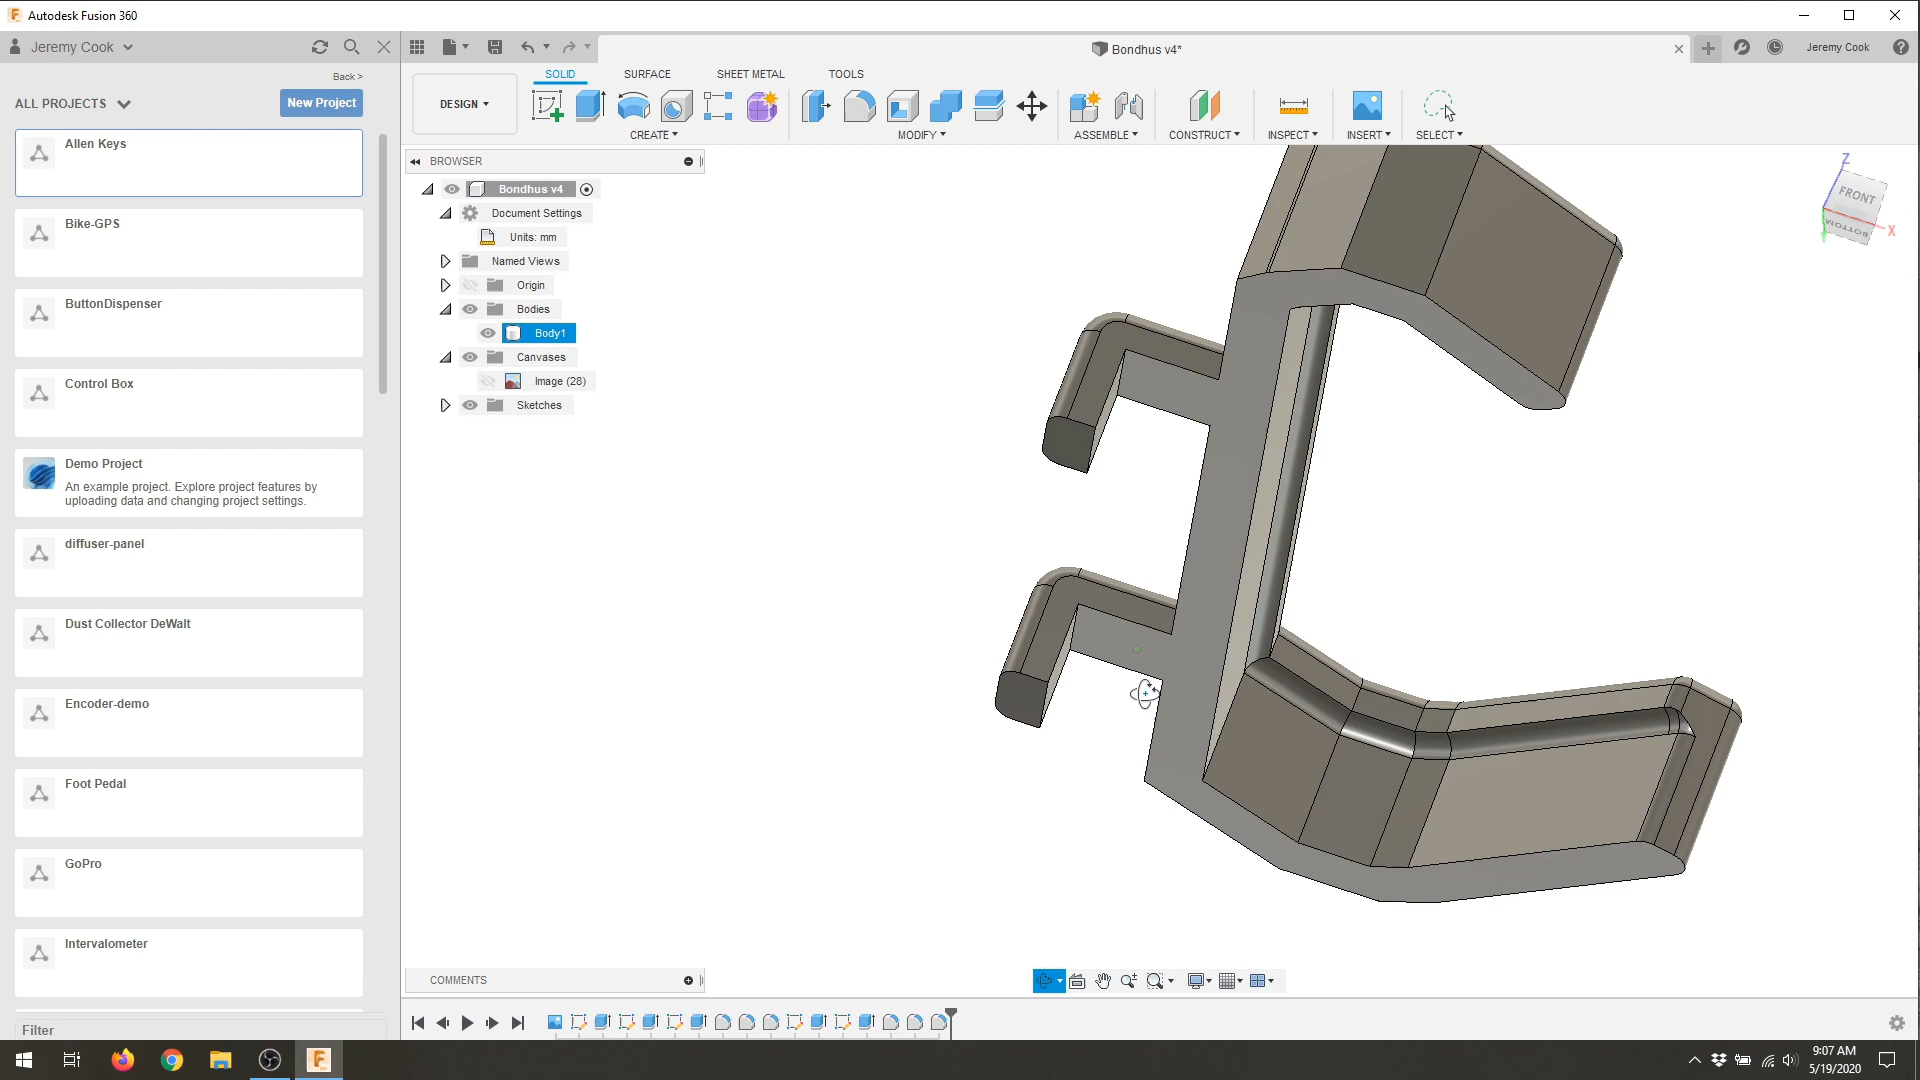 Autodesk Fusion 360
Jeremy Cook
Bondhus v4*
Jeremy Cook
Back >
ALL PROJECTS
New Project
Allen Keys
Bike-GPS
ButtonDispenser
Control Box
Demo Project
An example project. Explore project features by
uploading data and changing project settings.
diffuser-panel
Dust Collector DeWalt
Encoder-demo
Foot Pedal
GoPro
Intervalometer
Filter
SOLID
SURFACE
SHEET METAL
TOOLS
DESIGN
CREATE
MODIFY
ASSEMBLE
CONSTRUCT
INSPECT
INSERT
SELECT
BROWSER
Bondhus v4
Document Settings
Units: mm
Named Views
Origin
Bodies
Body1
Canvases
Image (28)
Sketches
Z
FRONT
BOTTOM
X
COMMENTS
9:07 AM
5/19/2020